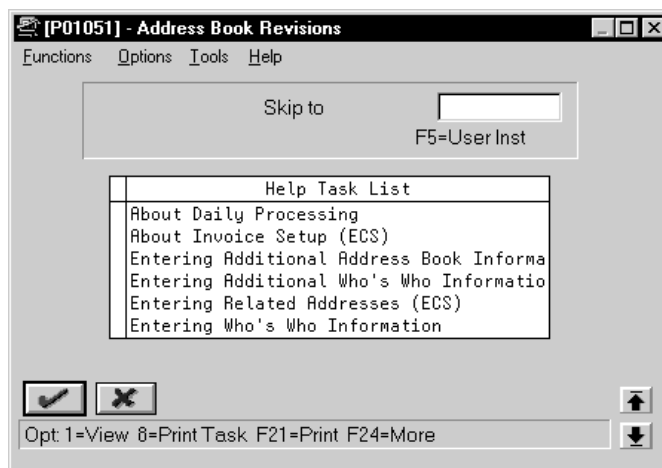 [P01051] - Address Book Revisions
Functions Options Tools Help
Skip to
F5=User Inst
Help Task List
About Daily Processing
About Invoice Setup (ECS)
Entering Additional Address Book Informa
Entering Additional Who's Who Informatio
Entering Related Addresses (ECS)
Entering Who's Who Information
Opt: 1=View 8=Print Task F21=Print F24=More